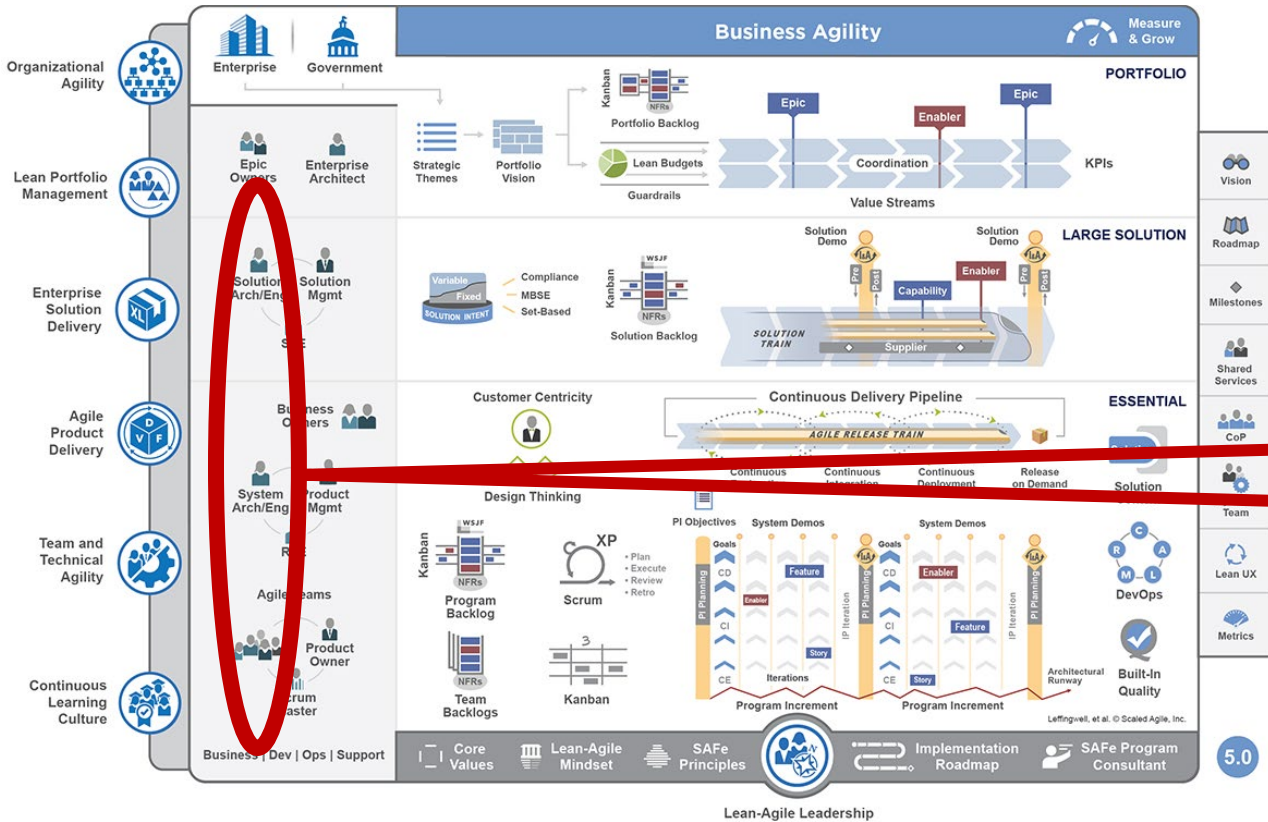 Organizational
Agility
Lean Portfolio
Management
Enterprise
Solution
Delivery
XL
Agile
Product
Delivery
D
V F
Team and
Technical
Agility
Continuous
Learning
Culture
Enterprise
Government
Epic
Owners
Enterprise
Architect
Solution
Arch/Eng
Solution
Mgmt
Business
Owners
System
Arch/Eng
Product
Mgmt
Product
Owner
Business | Dev | Ops | Support
Business Agility
Measure
& Grow
PORTFOLIO
Strategic
Themes
Portfolio
Vision
Kanban
NFRs
Portfolio Backlog
Lean Budgets
Guardrails
Epic
Enabler
Epic
Coordination
KPIs
Value Streams
LARGE SOLUTION
Variable
Fixed
SOLUTION INTENT
Compliance
MBSE
Set-Based
Kanban
WSJF
NFRs
Solution Backlog
Solution
Demo
I&A
Pre
Post
Capability
Enabler
Solution
Demo
I&A
Pre
Post
SOLUTION
TRAIN
Supplier
ESSENTIAL
Customer Centricity
Design Thinking
Continuous Delivery Pipeline
AGILE RELEASE TRAIN
Continuous
Continuous
Continuous
Deployment
Release
on Demand
Solution
Kanban
WSJF
NFRs
Program
Backlog
XP
• Plan
• Execute
• Review
• Retro
Scrum
NFRs
Team
Backlogs
3
Kanban
PI Objectives
System Demos
System Demos
Goals
Goals
PI Planning
CD
CI
CE
Enabler
Feature
Story
Iterations
IP Iteration
I&A
PI Planning
CD
CI
CE
Enabler
Feature
Story
IP Iteration
I&A
PI Planning
Program Increment
Program Increment
Architectural
Runway
C
R A
M L
DevOps
Built-In
Quality
Leffingwell, et al. © Scaled Agile, Inc.
Core
Values
Lean-Agile
Mindset
SAFe
Principles
N
Implementation
Roadmap
SAFe Program
Consultant
Lean-Agile Leadership
Vision
Roadmap
Milestones
Shared
Services
CoP
Team
Lean UX
Metrics
5.0